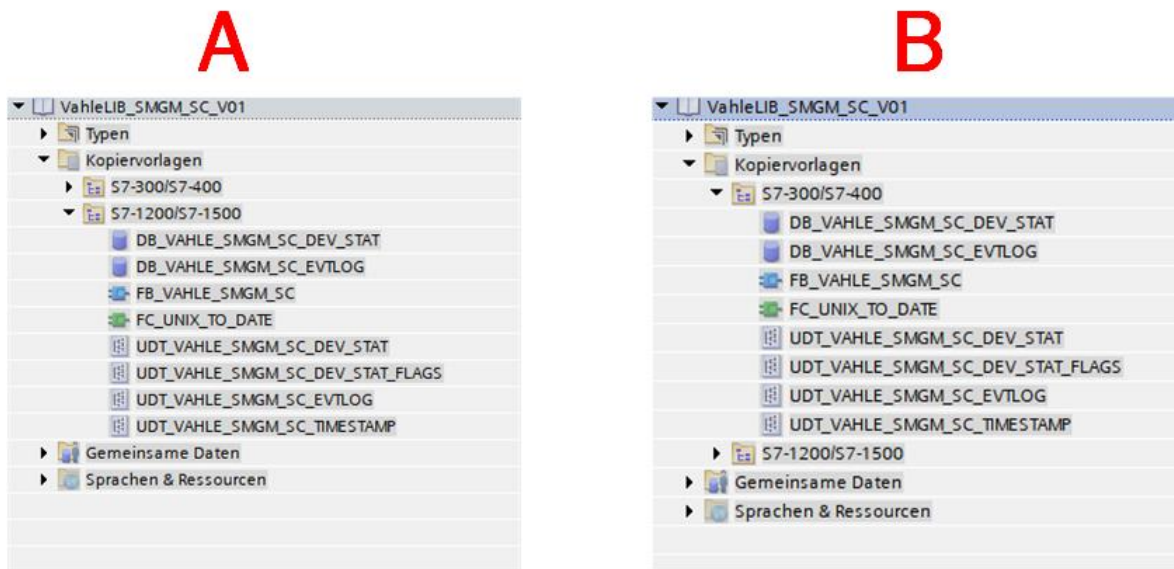 A
VahleLIB_SMGM_SC_V01
Typen
Kopiervorlagen
S7-300/S7-400
S7-1200/S7-1500
DB_VAHLE_SMGM_SC_DEV_STAT
DB_VAHLE_SMGM_SC_EVTLOG
FB_VAHLE_SMGM_SC
FC_UNIX_TO_DATE
UDT_VAHLE_SMGM_SC_DEV_STAT
UDT_VAHLE_SMGM_SC_DEV_STAT_FLAGS
UDT_VAHLE_SMGM_SC_EVTLOG
UDT_VAHLE_SMGM_SC_TIMESTAMP
Gemeinsame Daten
Sprachen & Ressourcen
B
VahleLIB_SMGM_SC_V01
Typen
Kopiervorlagen
S7-300/S7-400
DB_VAHLE_SMGM_SC_DEV_STAT
DB_VAHLE_SMGM_SC_EVTLOG
FB_VAHLE_SMGM_SC
FC_UNIX_TO_DATE
UDT_VAHLE_SMGM_SC_DEV_STAT
UDT_VAHLE_SMGM_SC_DEV_STAT_FLAGS
UDT_VAHLE_SMGM_SC_EVTLOG
UDT_VAHLE_SMGM_SC_TIMESTAMP
S7-1200/S7-1500
Gemeinsame Daten
Sprachen & Ressourcen